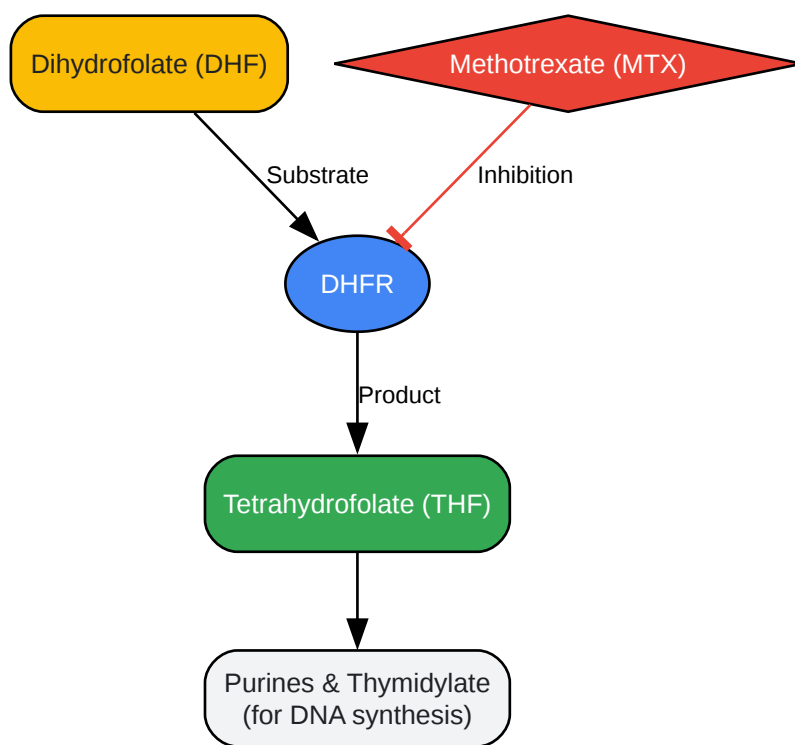 Dihydrofolate (DHF)
Methotrexate (MTX)
Substrate
Inhibition
DHFR
Product
Tetrahydrofolate (THF)
Purines & Thymidylate
(for DNA synthesis)